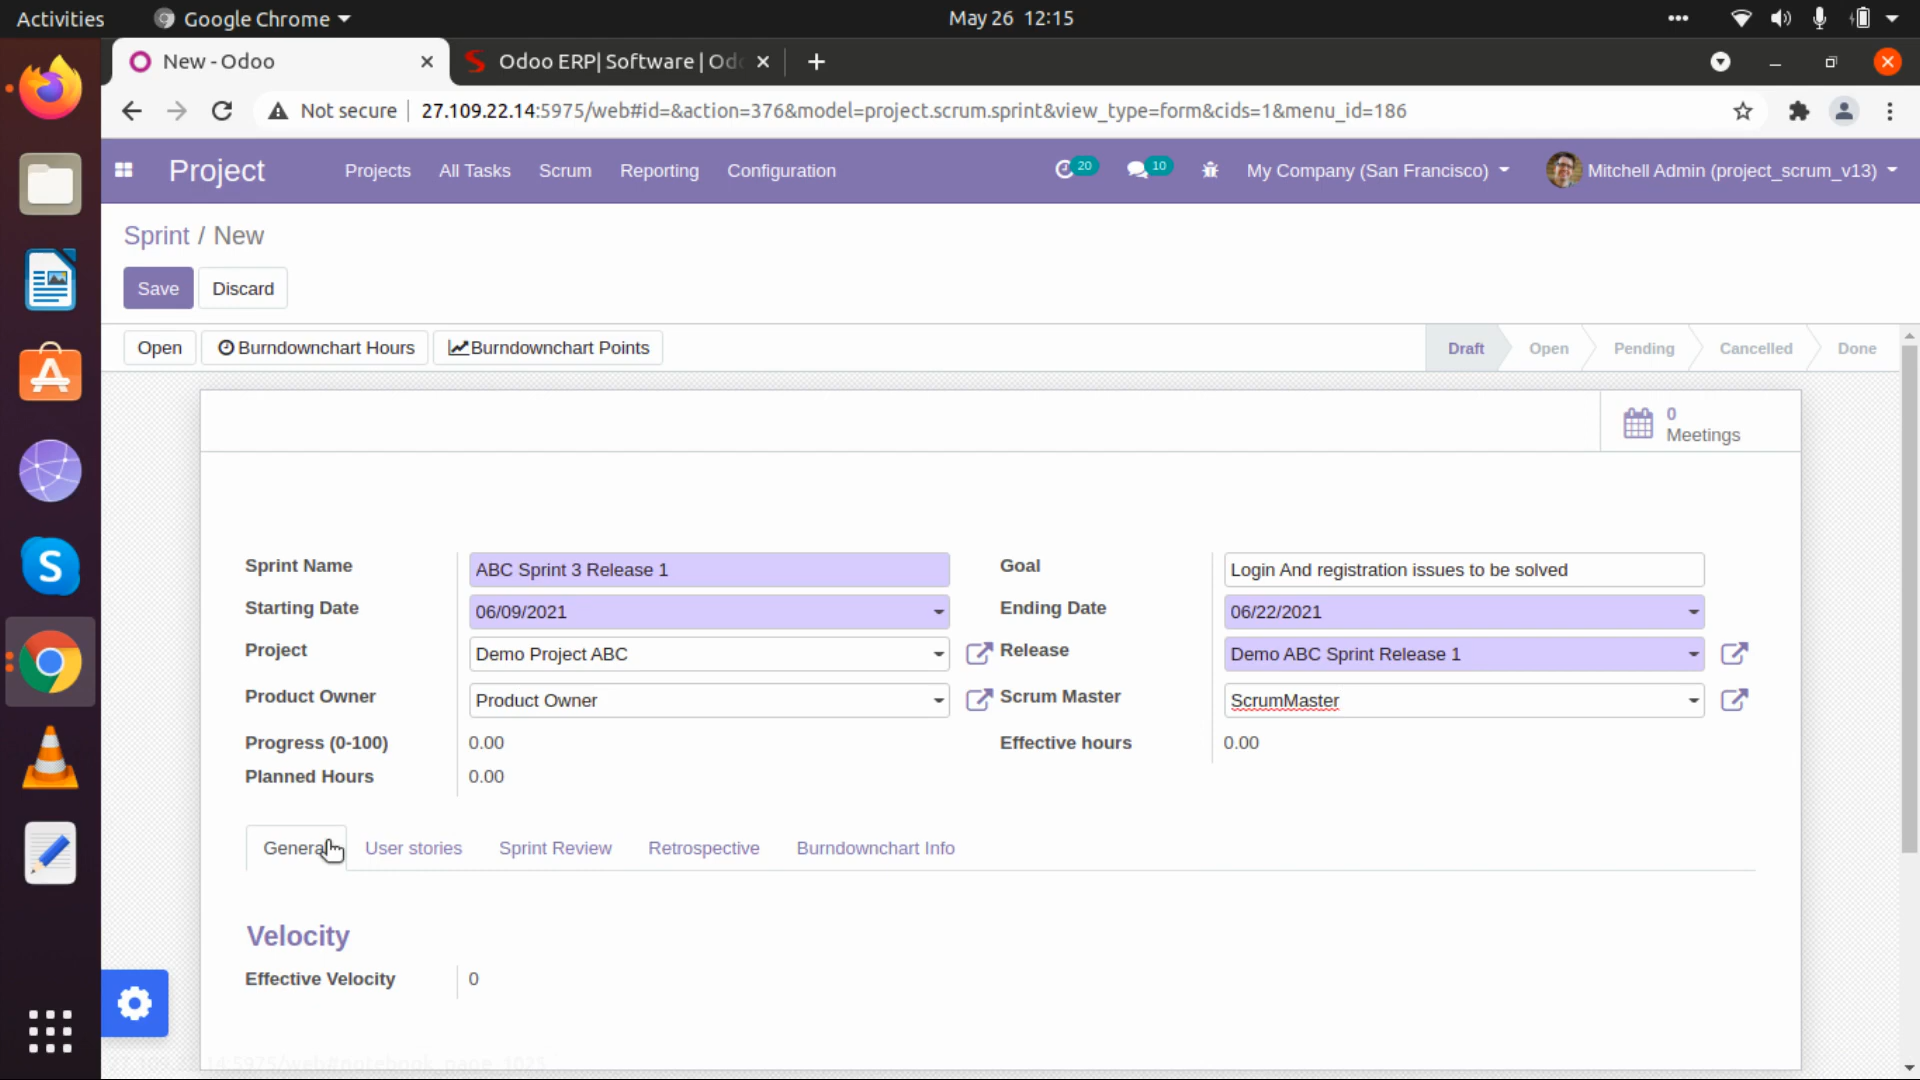 Activities Google Chrome May 26 12:15
New - Odoo Odoo ERP| Software | Odo
Not secure 27.109.22.14:5975/web#id=&action=376&model=project.scrum.sprint&view_type=form&cids=1&menu_id=186
Project Projects All Tasks Scrum Reporting Configuration 20 10 My Company (San Francisco) Mitchell Admin (project_scrum_v13)
Sprint / New
Save Discard
Open Burndownchart Hours Burndownchart Points Draft Open Pending Cancelled Done
0
Meetings
Sprint Name ABC Sprint 3 Release 1 Goal Login And registration issues to be solved
Starting Date 06/09/2021 Ending Date 06/22/2021
Project Demo Project ABC Release Demo ABC Sprint Release 1
Product Owner Product Owner Scrum Master ScrumMaster
Progress (0-100) 0.00 Effective hours 0.00
Planned Hours 0.00
General User stories Sprint Review Retrospective Burndownchart Info
Velocity
Effective Velocity 0